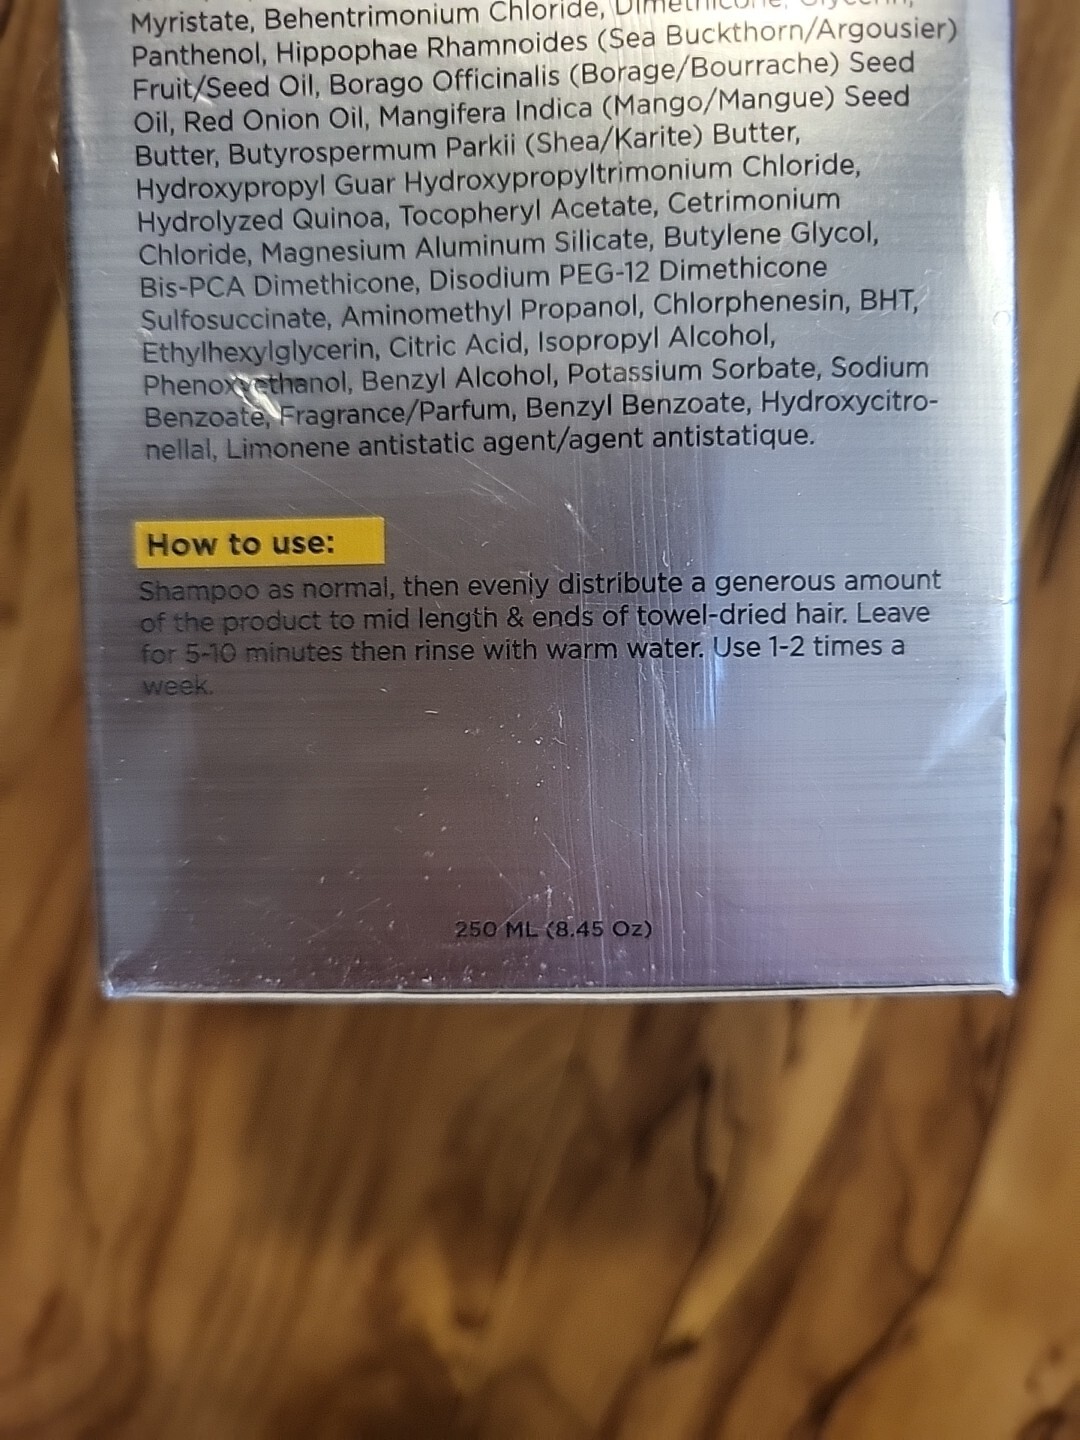 Myristate, Behentrimonium Chloride, Dimethicone, Glycerin,
Panthenol, Hippophae Rhamnoides (Sea Buckthorn/Argousier)
Fruit/Seed Oil, Borago Officinalis (Borage/Bourrache) Seed
Oil, Red Onion Oil, Mangifera Indica (Mango/Mangue) Seed
Butter, Butyrospermum Parkii (Shea/Karite) Butter,
Hydroxypropyl Guar Hydroxypropyltrimonium Chloride,
Hydrolyzed Quinoa, Tocopheryl Acetate, Cetrimonium
Chloride, Magnesium Aluminum Silicate, Butylene Glycol,
Bis-PCA Dimethicone, Disodium PEG-12 Dimethicone
Sulfosuccinate, Aminomethyl Propanol, Chlorphenesin, BHT,
Ethylhexylglycerin, Citric Acid, Isopropyl Alcohol,
Phenoxyethanol, Benzyl Alcohol, Potassium Sorbate, Sodium
Benzoate, Fragrance/Parfum, Benzyl Benzoate, Hydroxycitro-
nellal, Limonene antistatic agent/agent antistatique.
How to use:
Shampoo as normal, then evenly distribute a generous amount
of the product to mid length & ends of towel-dried hair. Leave
for 5-10 minutes then rinse with warm water. Use 1-2 times a
week.
250 ML (8.45 Oz)